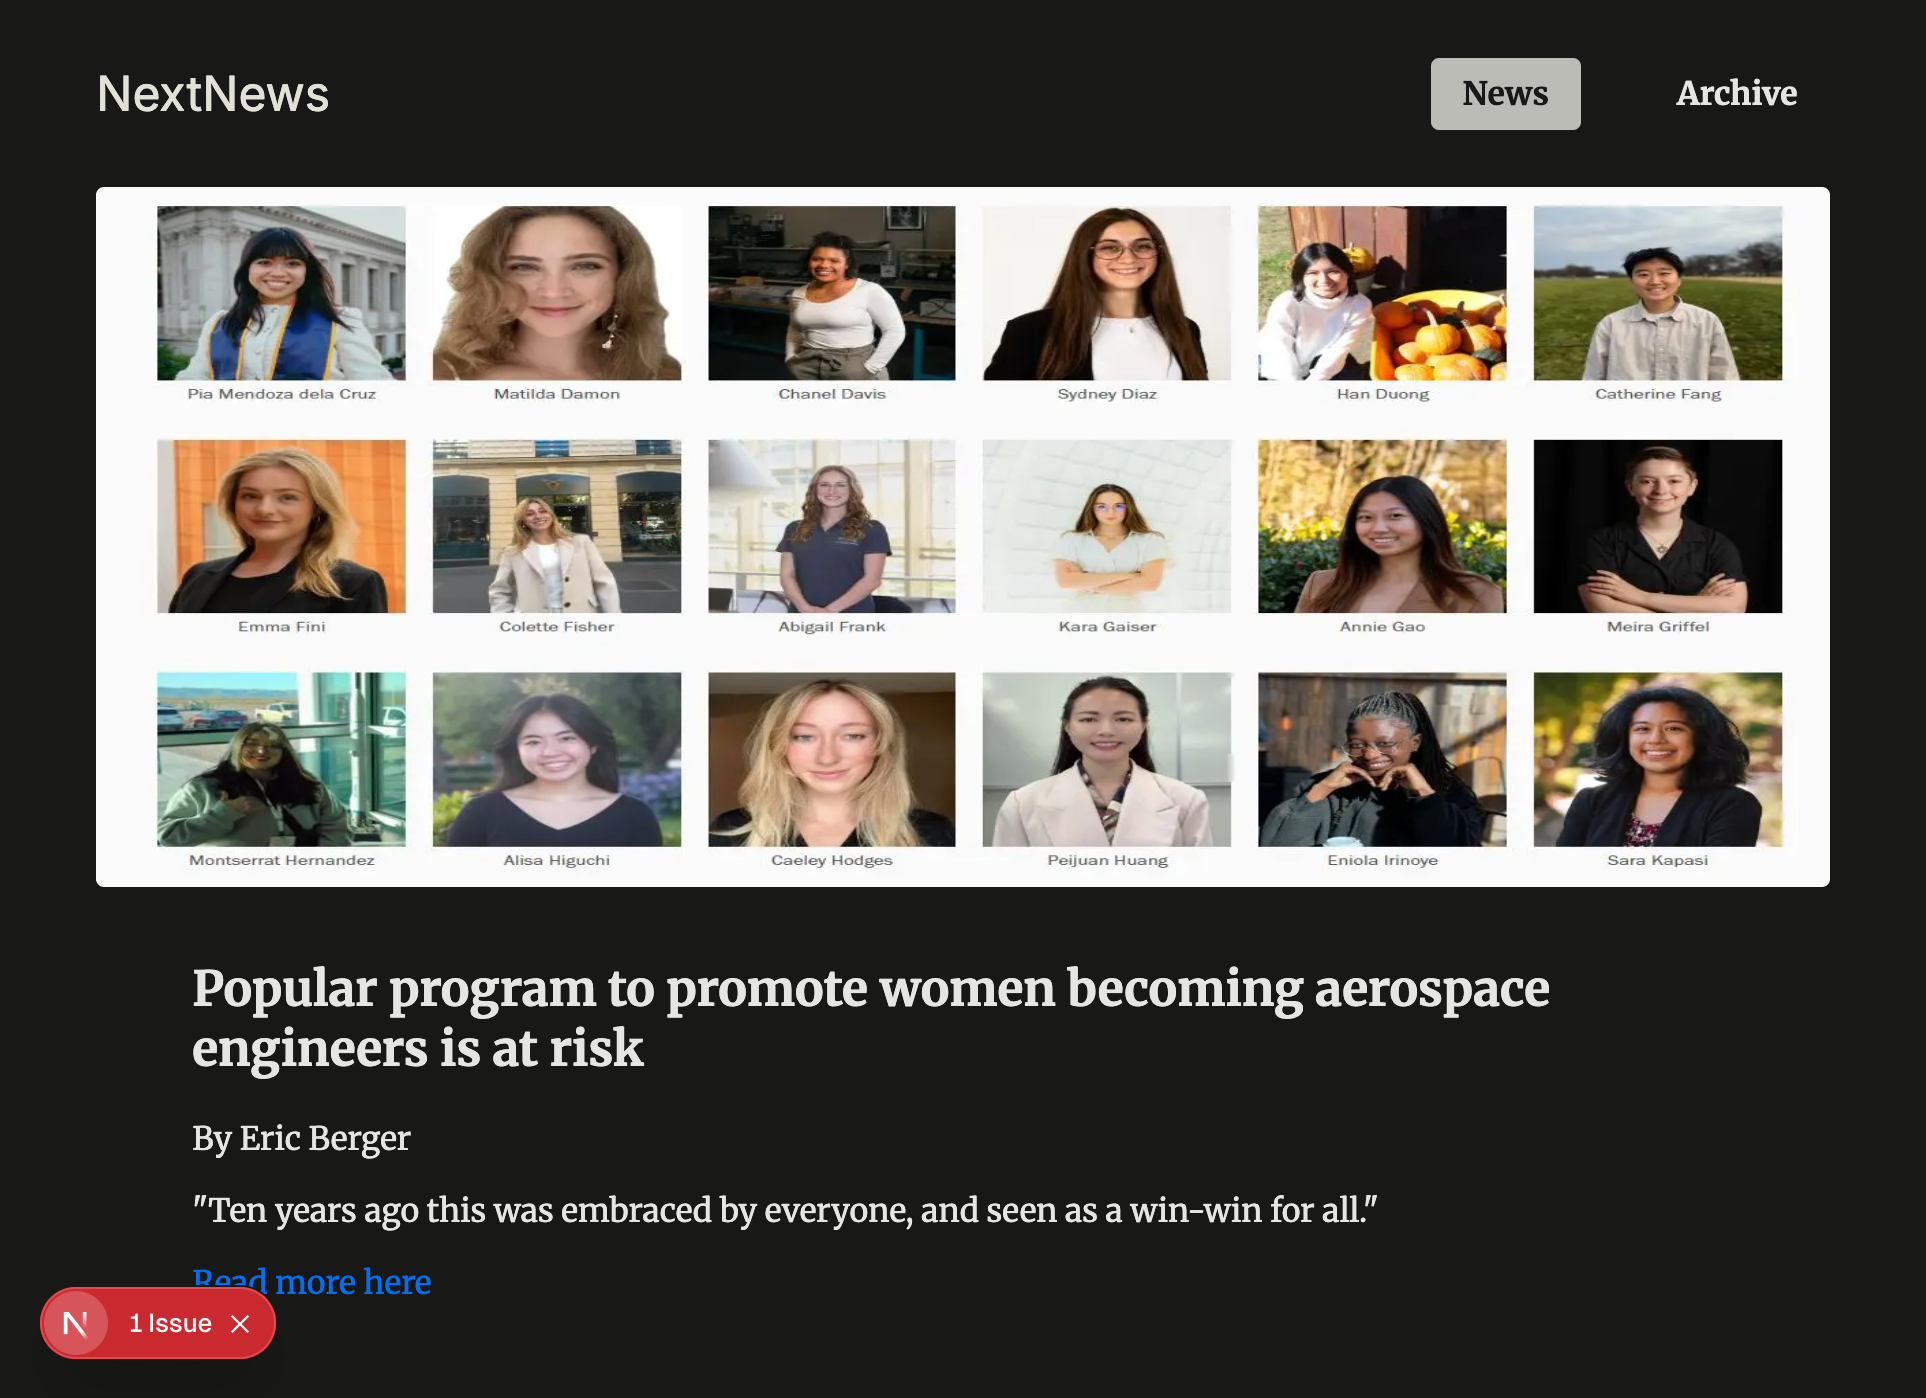 NextNews
News
Archive
Pia Mendoza dela Cruz
Matilda Damon
Chanel Davis
Sydney Diaz
Han Duong
Catherine Fang
Emma Fini
Colette Fisher
Abigail Frank
Kara Gaiser
Annie Gao
Meira Griffel
Montserrat Hernandez
Alisa Higuchi
Caeley Hodges
Peijuan Huang
Eniola Irinoye
Sara Kapasi
Popular program to promote women becoming aerospace
engineers is at risk
By Eric Berger
"Ten years ago this was embraced by everyone, and seen as a win-win for all."
Read more here
N
1 Issue